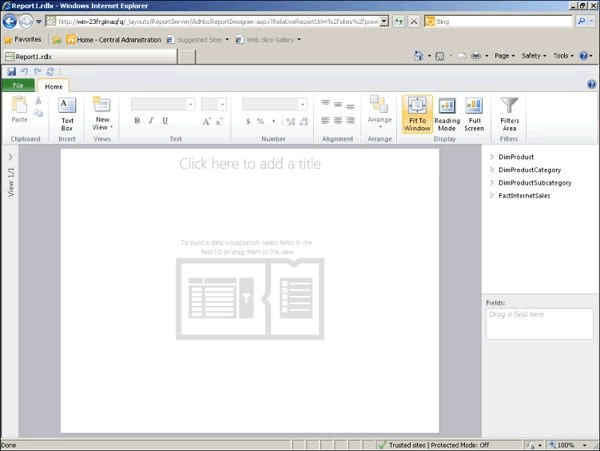 Report1.rdlx - Windows Internet Explorer
http://win-23frgimaqfq/_layouts/ReportServer/AdHocReportDesigner.aspx?RelativeReportUrl=%2fsites%2fpowe
Bing
Favorites
Home - Central Administration
Suggested Sites
Web Slice Gallery
Report1.rdlx
Page
Safety
Tools
File
Home
Paste
Text Box
New View
B I U
A A
$ % ,
Arrange
Fit To Window
Reading Mode
Full Screen
Filters Area
Clipboard
Insert
Views
Text
Number
Alignment
Arrange
Display
Filters
View 1/1
Click here to add a title
To build a data visualization, select fields in the
field list or drag them to the view
DimProduct
DimProductCategory
DimProductSubcategory
FactInternetSales
Fields:
Drag a field here
Done
Trusted sites | Protected Mode: Off
100%